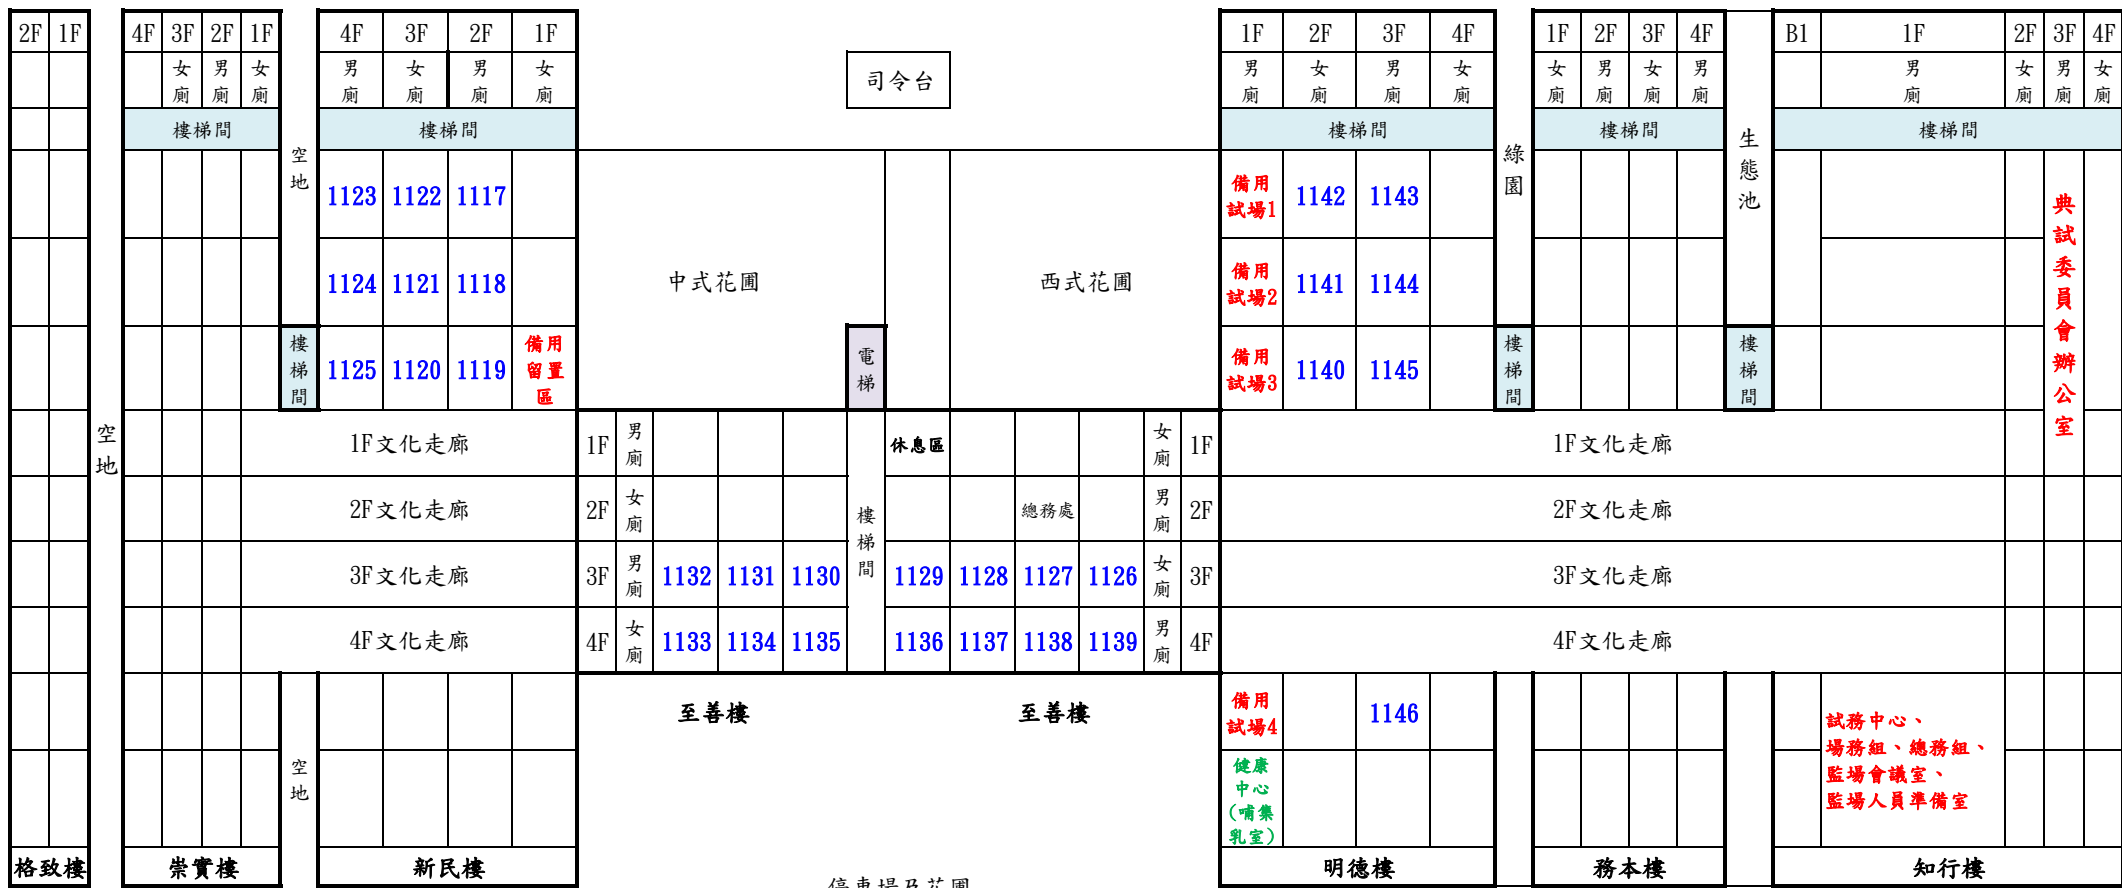 2F 1F 4F 3F 2F 1F 4F 3F 2F 1F 1F 2F 3F 4F 1F 2F 3F 4F B1 1F 2F 3F 4F
女廁 男廁 女廁 男廁 女廁 男廁 女廁 司令台 男廁 女廁 男廁 女廁 女廁 男廁 女廁 男廁 男廁 女廁 男廁 女廁
樓梯間 樓梯間 樓梯間 樓梯間 樓梯間
空地 綠園 生態池
1123 1122 1117 備用試場1 1142 1143
典試委員會辦公室
1124 1121 1118 中式花圃 西式花圃 備用試場2 1141 1144
樓梯間 1125 1120 1119 備用留置區 電梯 備用試場3 1140 1145 樓梯間 樓梯間
空地
1F文化走廊 1F 男廁 休息區 女廁 1F 1F文化走廊
2F文化走廊 2F 女廁 樓梯間 總務處 男廁 2F 2F文化走廊
3F文化走廊 3F 男廁 1132 1131 1130 1129 1128 1127 1126 女廁 3F 3F文化走廊
4F文化走廊 4F 女廁 1133 1134 1135 1136 1137 1138 1139 男廁 4F 4F文化走廊
至善樓 至善樓 備用試場4 1146
試務中心、
場務組、總務組、
監場會議室、
監場人員準備室
空地
健康
中心
(哺集
乳室)
格致樓 崇實樓 新民樓 明德樓 務本樓 知行樓
停車場及花圃